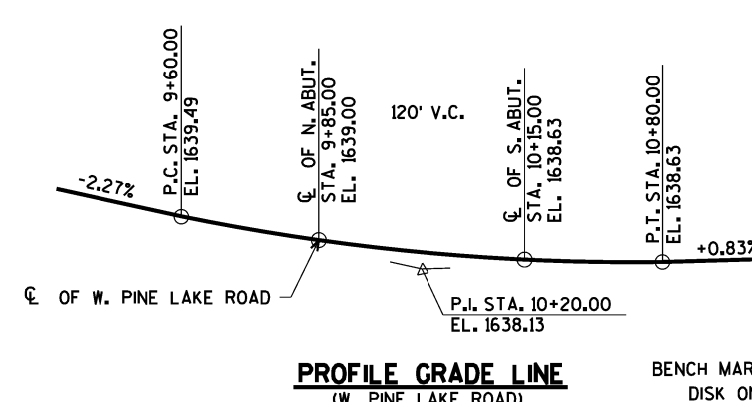 P.C. STA. 9+60.00
EL. 1639.49
℄ OF N. ABUT.
STA. 9+85.00
EL. 1639.00
120' V.C.
℄ OF S. ABUT.
STA. 10+15.00
EL. 1638.63
P.T. STA. 10+80.00
EL. 1638.63
-2.27%
+0.83%
℄ OF W. PINE LAKE ROAD
P.I. STA. 10+20.00
EL. 1638.13
PROFILE GRADE LINE
(W. PINE LAKE ROAD)
BENCH MAR
DISK ON